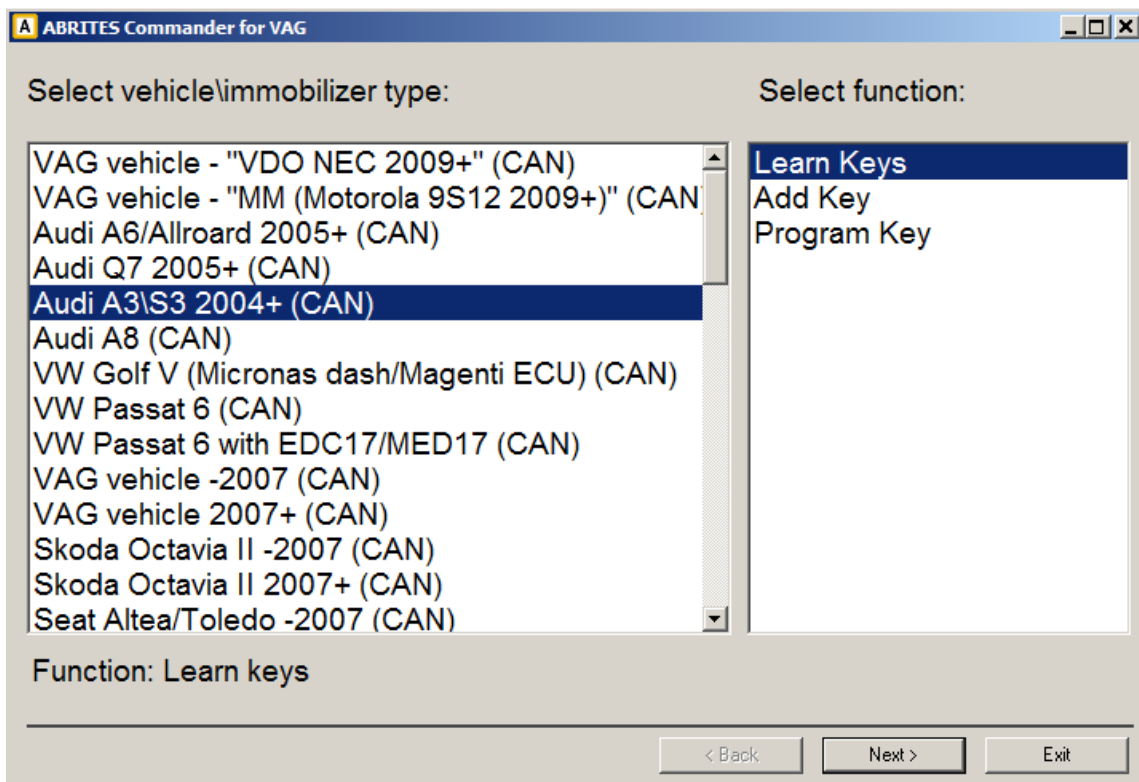 A ABRITES Commander for VAG
Select vehicle\immobilizer type:
Select function:
VAG vehicle - "VDO NEC 2009+" (CAN)
VAG vehicle - "MM (Motorola 9S12 2009+)" (CAN)
Audi A6/Allroard 2005+ (CAN)
Audi Q7 2005+ (CAN)
Audi A3\S3 2004+ (CAN)
Audi A8 (CAN)
VW Golf V (Micronas dash/Magenti ECU) (CAN)
VW Passat 6 (CAN)
VW Passat 6 with EDC17/MED17 (CAN)
VAG vehicle -2007 (CAN)
VAG vehicle 2007+ (CAN)
Skoda Octavia II -2007 (CAN)
Skoda Octavia II 2007+ (CAN)
Seat Altea/Toledo -2007 (CAN)
Learn Keys
Add Key
Program Key
Function: Learn keys
< Back
Next >
Exit